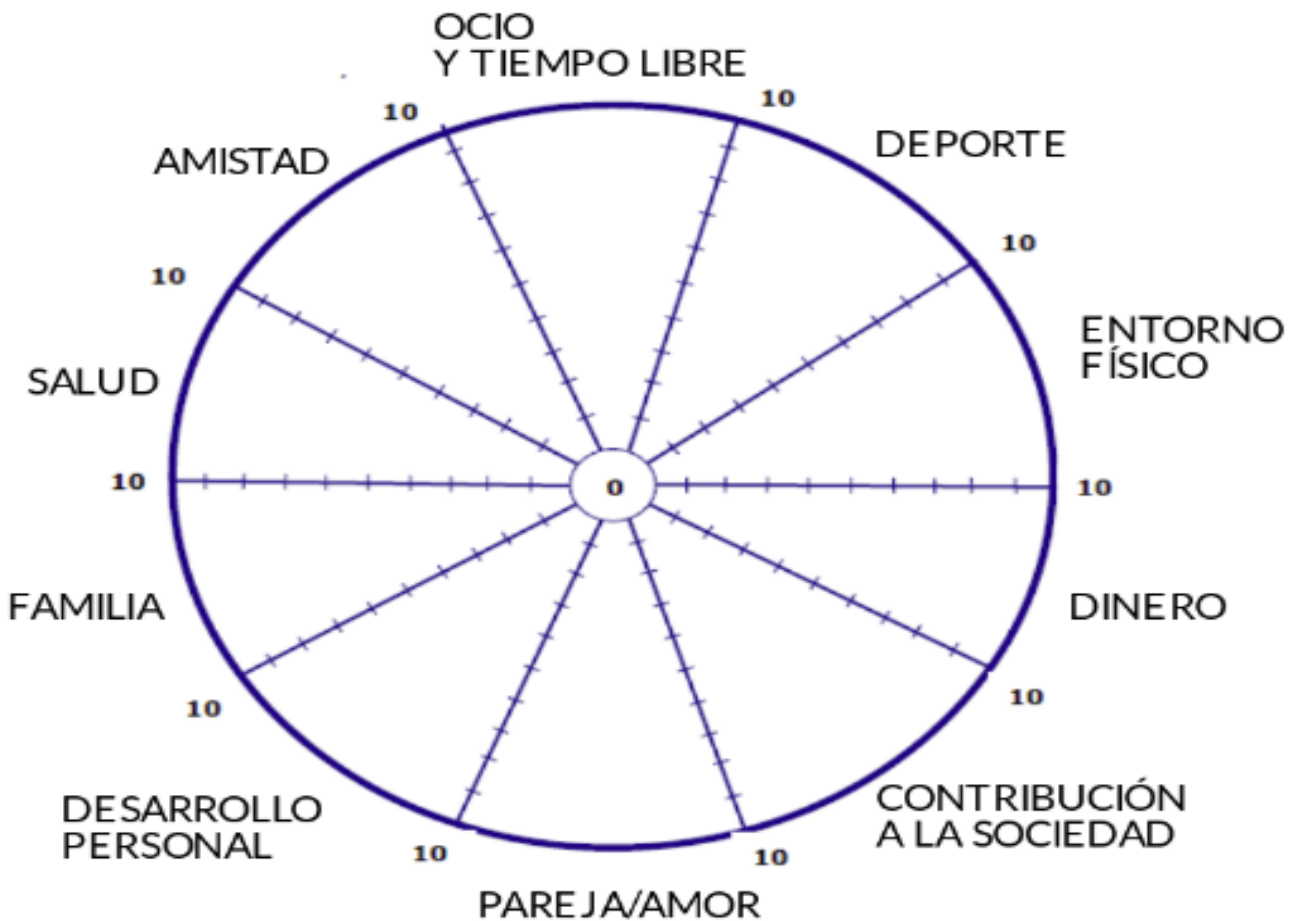 OCIO
Y TIEMPO LIBRE
10
10
DEPORTE
AMISTAD
10
10
ENTORNO
FÍSICO
SALUD
10
0
10
FAMILIA
DINERO
10
10
DESARROLLO
PERSONAL
CONTRIBUCIÓN
A LA SOCIEDAD
10
10
PAREJA/AMOR